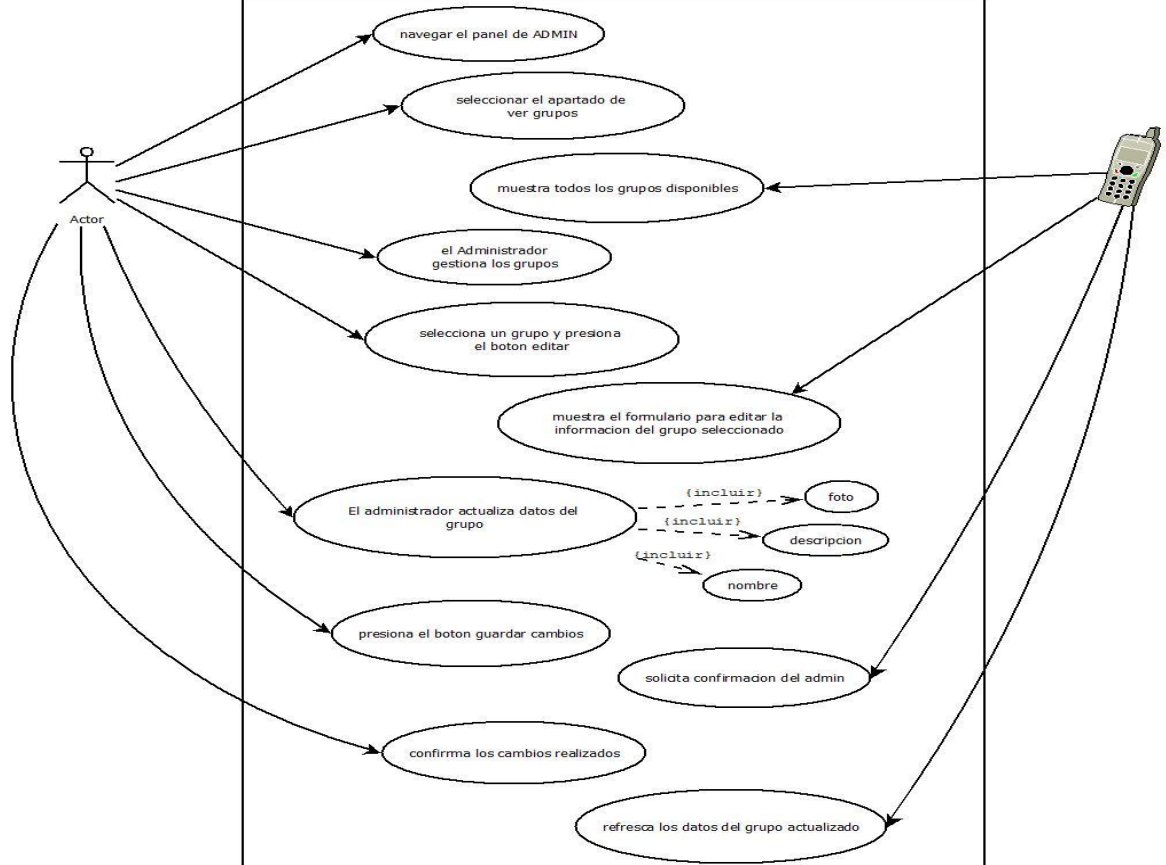 navegar el panel de ADMIN
seleccionar el apartado de
ver grupos
muestra todos los grupos disponibles
Actor
el Administrador
gestiona los grupos
selecciona un grupo y presiona
el boton editar
muestra el formulario para editar la
informacion del grupo seleccionado
El administrador actualiza datos del
grupo
{incluir}
foto
{incluir}
descripcion
{incluir}
nombre
presiona el boton guardar cambios
solicita confirmacion del admin
confirma los cambios realizados
refresca los datos del grupo actualizado